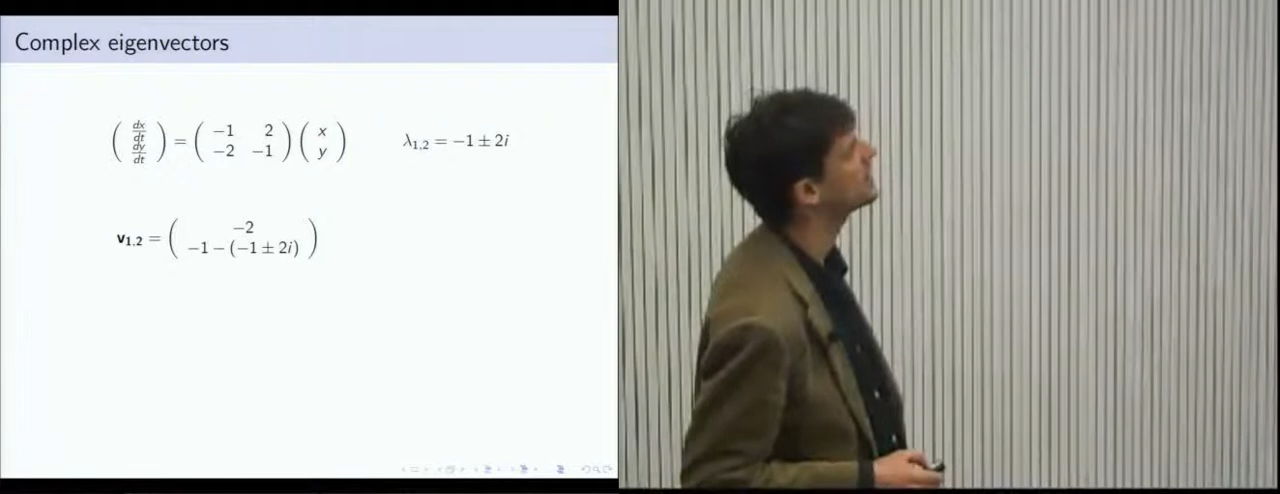 Complex eigenvectors
( dx/dt dy/dt ) = ( −1 2 −2 −1 ) ( x y ) λ1,2 = −1 ± 2i
v1,2 = ( −2 −1 − (−1 ± 2i) )